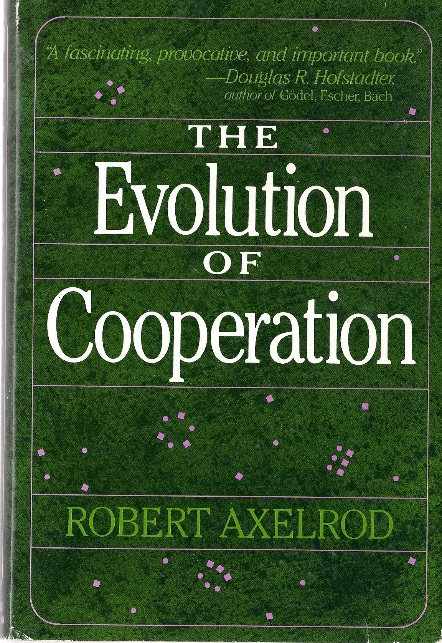 "A fascinating, provocative, and important book."
—Douglas R. Hofstadter,
author of Gödel, Escher, Bach
THE
Evolution
OF
Cooperation
ROBERT AXELROD